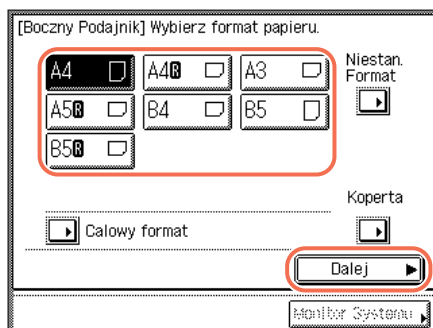 [Boczny Podajnik] Wybierz format papieru.
A4 A4R A3
Niestan.
Format
A5R B4 B5
B5R
Koperta
Calowy format
Dalej
Monitor Systemu